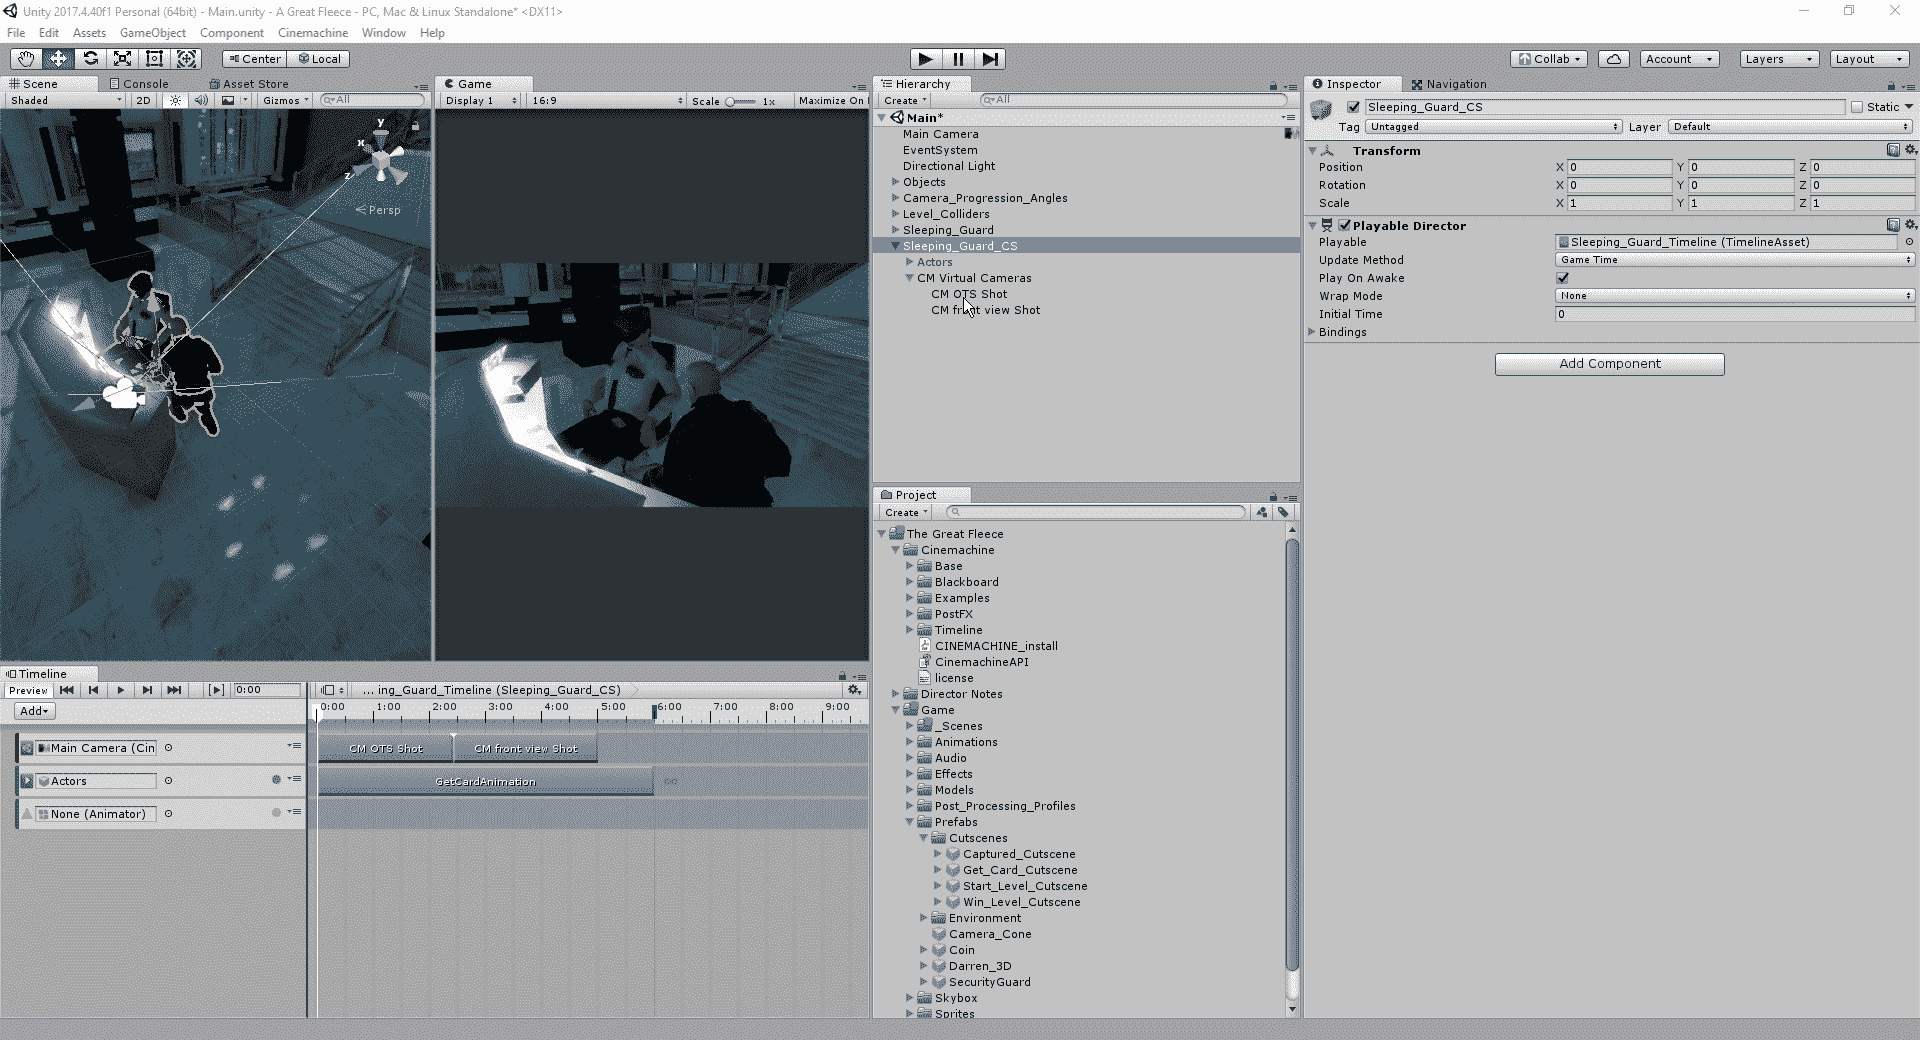 Unity 2017.4.40f1 Personal (64bit) - Main.unity - A Great Fleece - PC, Mac & Linux Standalone* <DX11>
File Edit Assets GameObject Component Cinemachine Window Help
Center Local Collab Account Layers Layout
Scene Console Asset Store
Shaded 2D Gizmos All
y
x
z
Persp
Game
Display 1 16:9 Scale 1x Maximize On
Hierarchy
Create All
Main*
Main Camera
EventSystem
Directional Light
Objects
Camera_Progression_Angles
Level_Colliders
Sleeping_Guard
Sleeping_Guard_CS
Actors
CM Virtual Cameras
CM OTS Shot
CM front view Shot
Project
Create
The Great Fleece
Cinemachine
Base
Blackboard
Examples
PostFX
Timeline
CINEMACHINE_install
CinemachineAPI
license
Director Notes
Game
_Scenes
Animations
Audio
Effects
Models
Post_Processing_Profiles
Prefabs
Cutscenes
Captured_Cutscene
Get_Card_Cutscene
Start_Level_Cutscene
Win_Level_Cutscene
Environment
Camera_Cone
Coin
Darren_3D
SecurityGuard
Skybox
Sprites
Inspector Navigation
Sleeping_Guard_CS Static
Tag Untagged Layer Default
Transform
Position X 0 Y 0 Z 0
Rotation X 0 Y 0 Z 0
Scale X 1 Y 1 Z 1
Playable Director
Playable Sleeping_Guard_Timeline (TimelineAsset)
Update Method Game Time
Play On Awake
Wrap Mode None
Initial Time 0
Bindings
Add Component
Timeline
Preview 0:00 ... ing_Guard_Timeline (Sleeping_Guard_CS)
Add 0:00 1:00 2:00 3:00 4:00 5:00 6:00 7:00 8:00 9:00
Main Camera (Cin CM OTS Shot CM front view Shot
Actors GetCardAnimation
None (Animator)